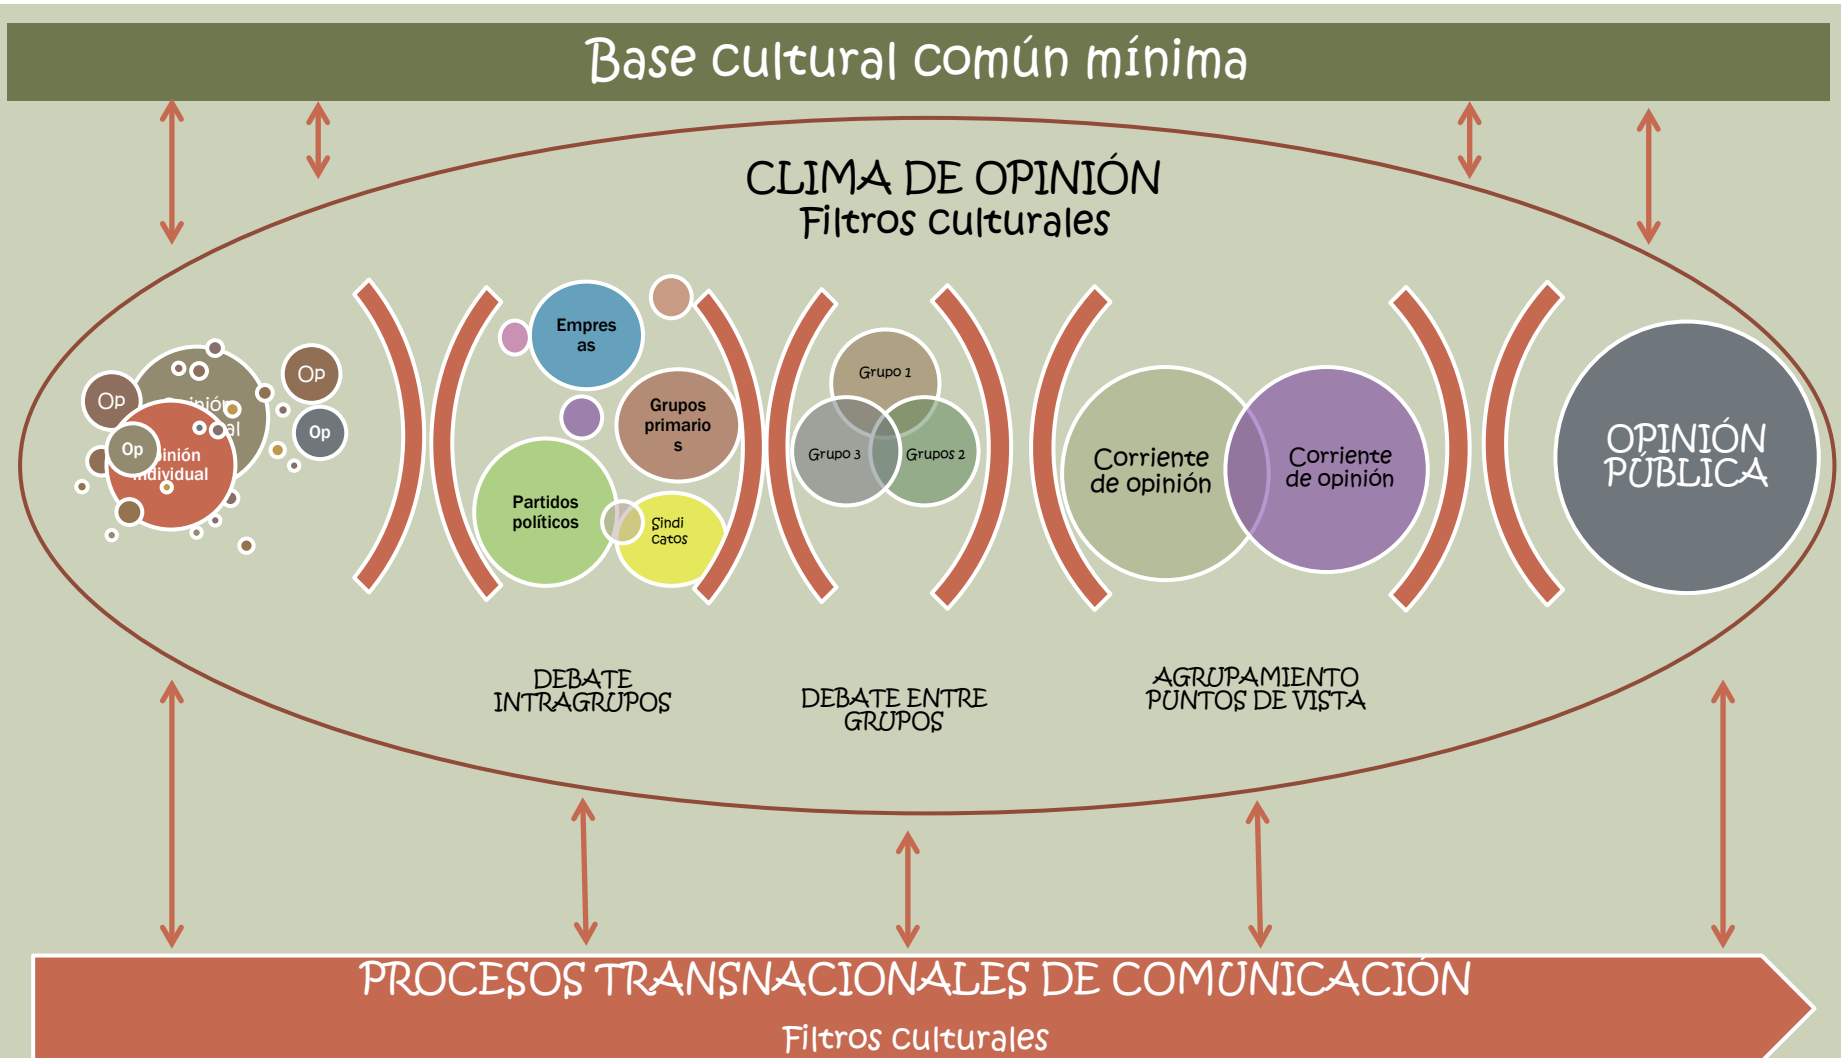 Base cultural común mínima
CLIMA DE OPINIÓN
Filtros culturales
Op
Op
Op
Op
individual
Empres
as
Grupos
primario
s
Partidos
políticos
Sindi
catos
Grupo 1
Grupo 3
Grupos 2
Corriente
de opinión
Corriente
de opinión
OPINIÓN
PÚBLICA
DEBATE
INTRAGRUPOS
DEBATE ENTRE
GRUPOS
AGRUPAMIENTO
PUNTOS DE VISTA
PROCESOS TRANSNACIONALES DE COMUNICACIÓN
Filtros culturales